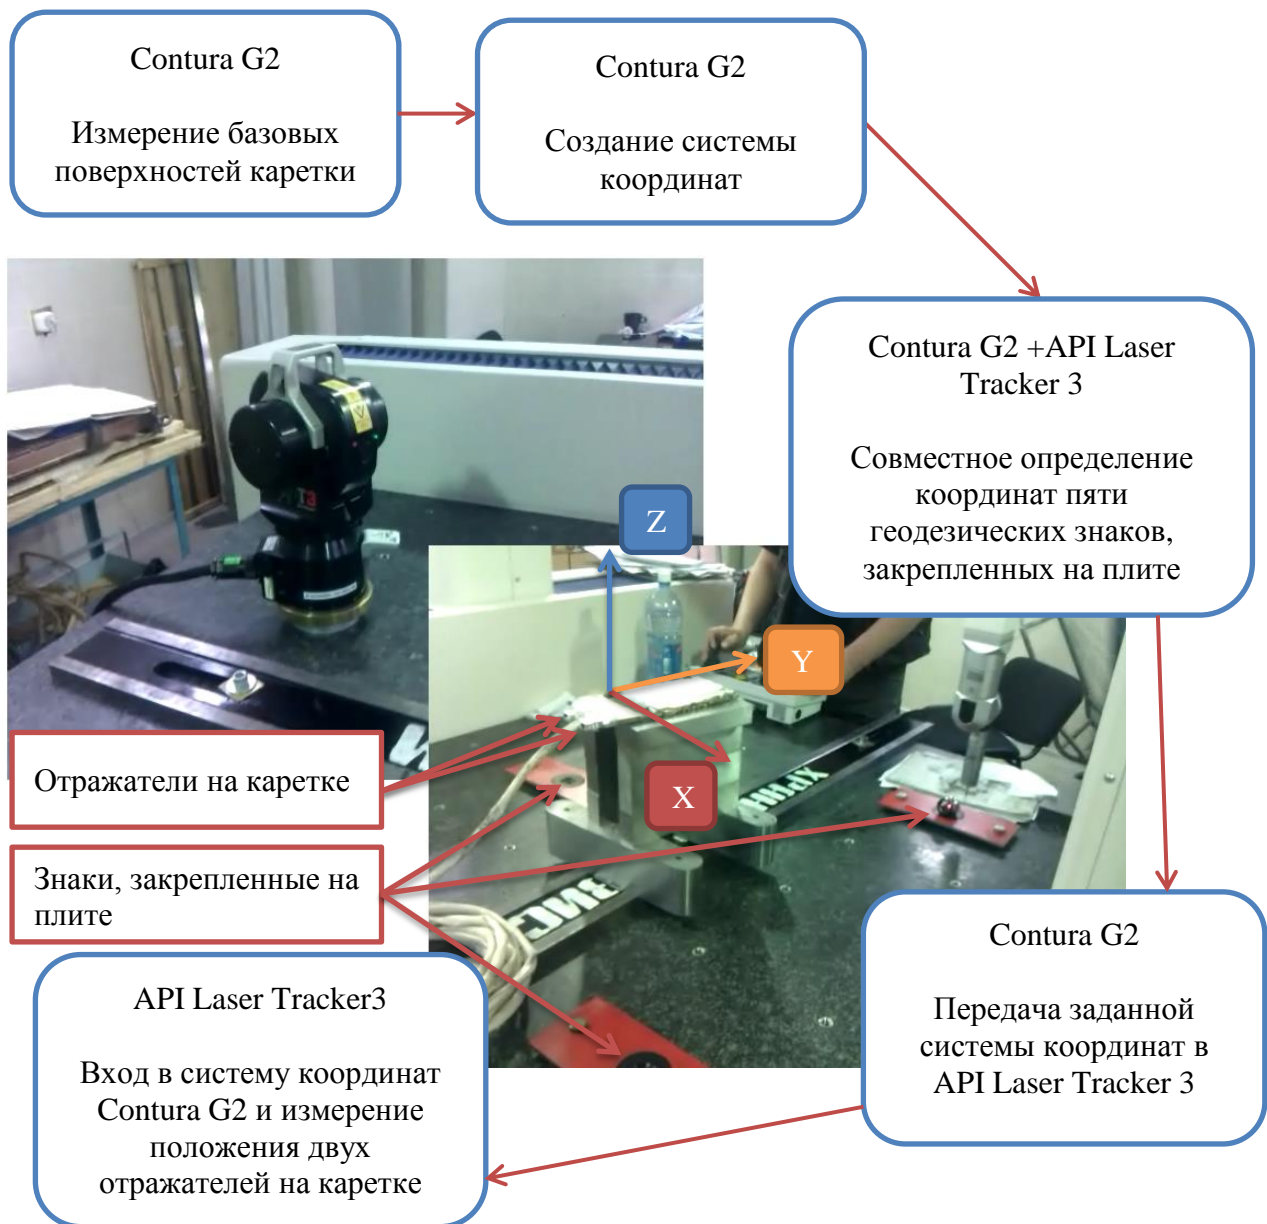 Contura G2
Измерение базовых
поверхностей каретки
Contura G2
Создание системы
координат
Contura G2 +API Laser
Tracker 3
Совместное определение
координат пяти
геодезических знаков,
закрепленных на плите
Z
Y
X
Отражатели на каретке
Знаки, закрепленные на
плите
Contura G2
Передача заданной
системы координат в
API Laser Tracker 3
API Laser Tracker3
Вход в систему координат
Contura G2 и измерение
положения двух
отражателей на каретке